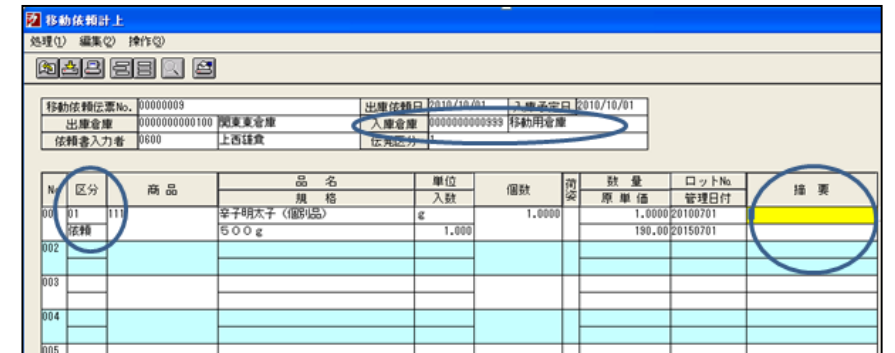 移動依頼計上
処理(1) 編集(2) 操作(3)
移動依頼伝票No. 00000009 出庫依頼日 2010/10/01 入庫予定日 2010/10/01
出庫倉庫 0000000000100 関東東倉庫 入庫倉庫 0000000000999 移動用倉庫
依頼書入力者 0600 上西雄貴 伝発区分 1
No 区分 商品 品名 単位 個数 荷姿 数量 ロットNo 摘要
規格 入数 原単価 管理日付
001 01 111 辛子明太子(個別品) g 1.0000 1.0000 20100701
依頼 500g 1.000 190.00 20150701
002
003
004
005